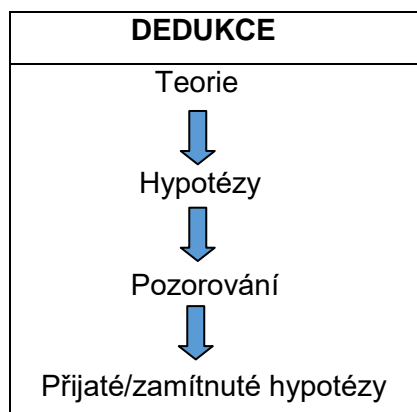 DEDUKCE
Teorie
Hypotézy
Pozorování
Přijaté/zamítnuté hypotézy